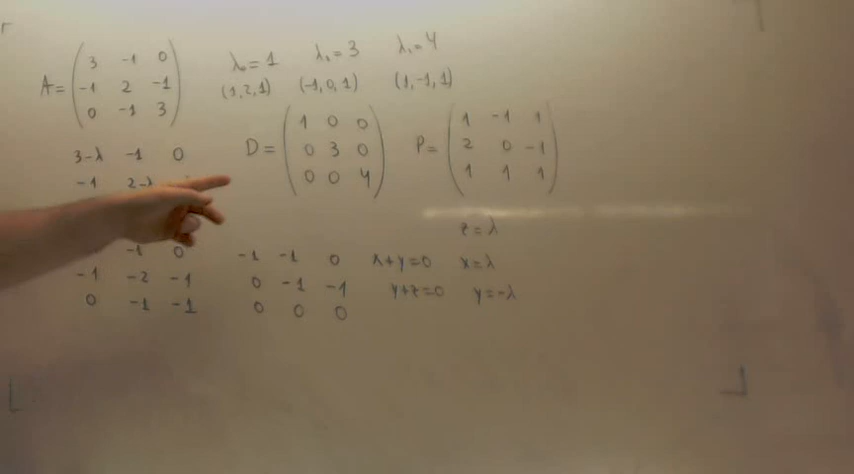 A = ( 3 -1 0
-1 2 -1
0 -1 3 )
λ₁=1 λ₁=3 λ₁=4
(1,2,1) (-1,0,1) (1,-1,1)
D = ( 1 0 0
0 3 0
0 0 4 )
P = ( 1 -1 1
2 0 -1
1 1 1 )
3-λ -1 0
-1 2-λ
-1 0
-1 -2 -1
0 -1 -1
-1 -1 0
0 -1 -1
0 0 0
x+y=0
y+z=0
z=λ
x=λ
y=-λ